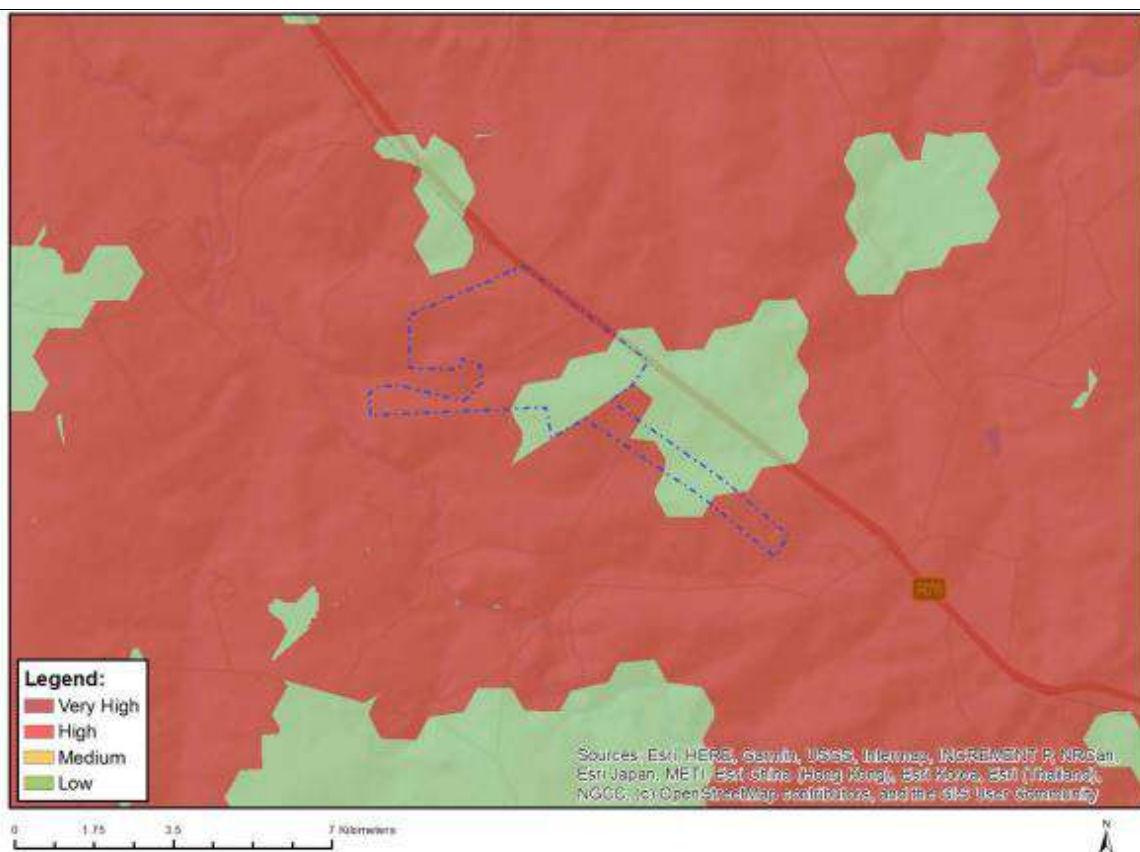 Legend:
Very High
High
Medium
Low
Sources: Esri, HERE, Garmin, USGS, Intermap, INCREMENT P, NRCan,
Esri Japan, METI, Esri China (Hong Kong), Esri Korea, Esri (Thailand),
NGCC, (c) OpenStreetMap contributors, and the GIS User Community
0 1.75 3.5 7 Kilometers
N